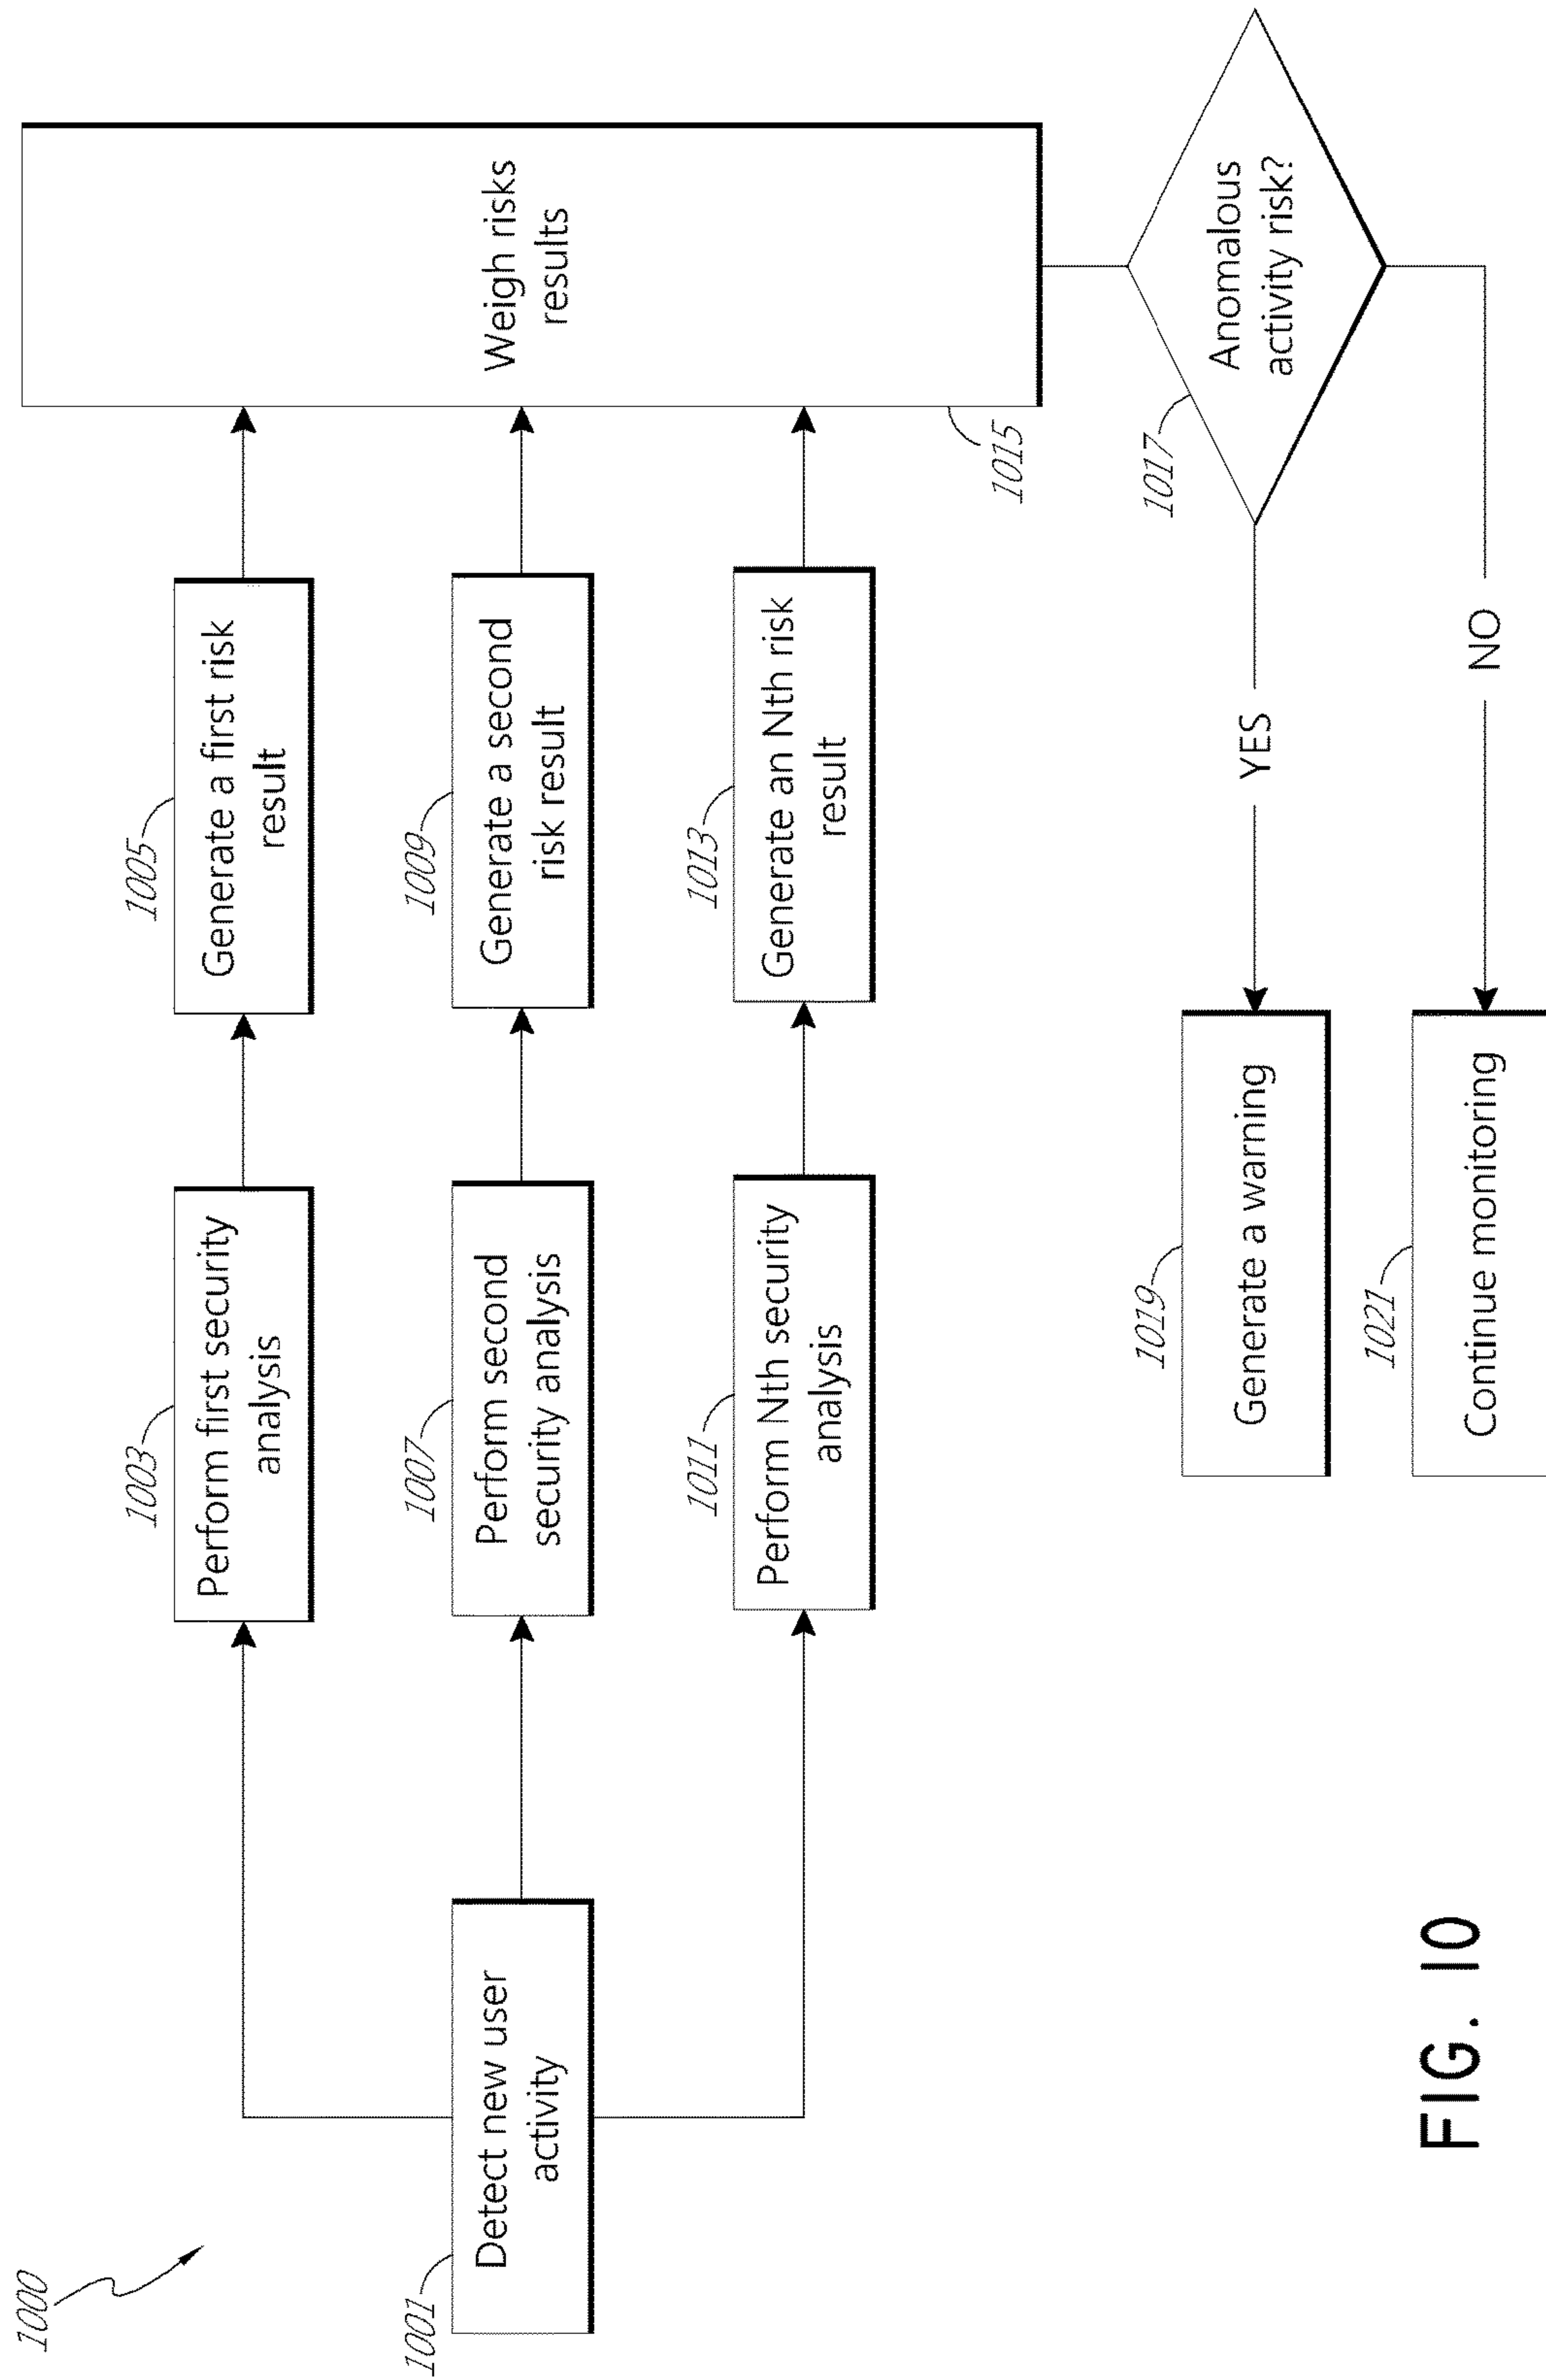 1000
1001
Detect new user
activity
1003
Perform first security
analysis
1005
Generate a first risk
result
1007
Perform second
security analysis
1009
Generate a second
risk result
1011
Perform Nth security
analysis
1013
Generate an Nth risk
result
Weigh risks
results
1015
1017
Anomalous
activity risk?
YES
1019
Generate a warning
NO
1021
Continue monitoring
FIG. 10